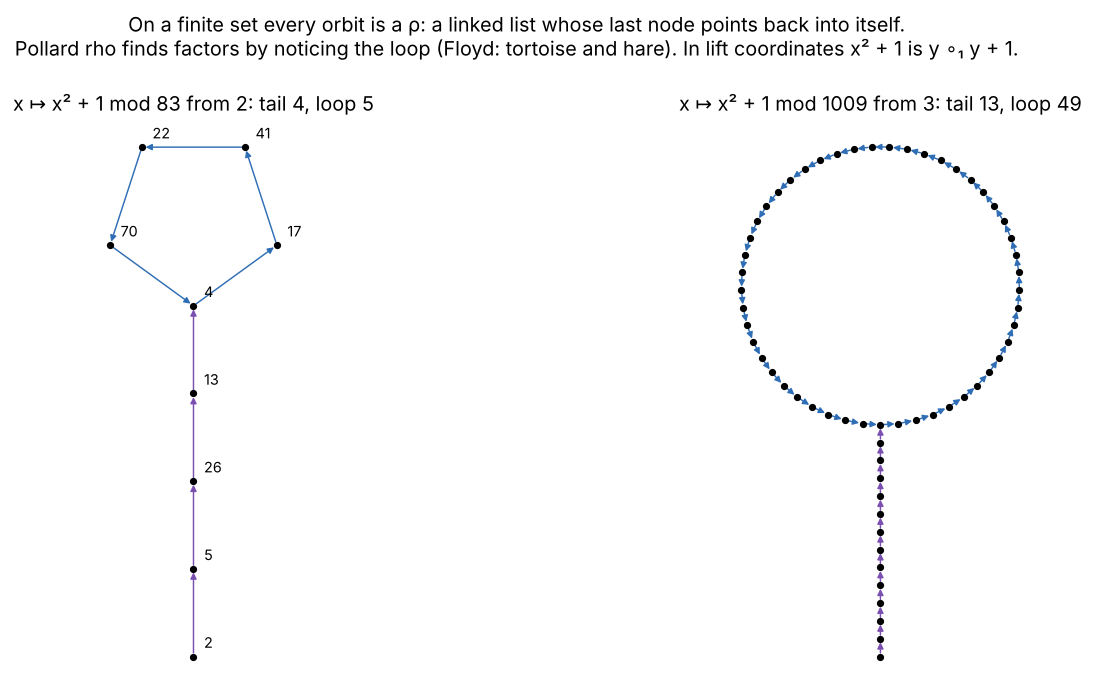 On a finite set every orbit is a ρ: a linked list whose last node points back into itself.
Pollard rho finds factors by noticing the loop (Floyd: tortoise and hare). In lift coordinates x² + 1 is y ∘₁ y + 1.
x ↦ x² + 1 mod 83 from 2: tail 4, loop 5
x ↦ x² + 1 mod 1009 from 3: tail 13, loop 49
22
41
70
17
4
13
26
5
2